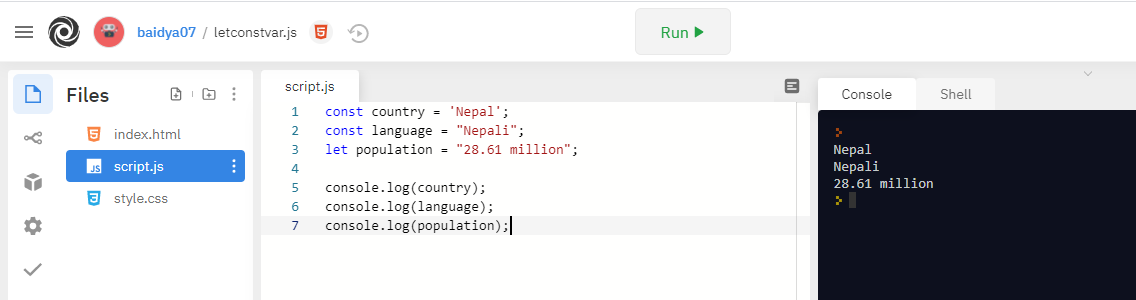 baidya07 / letconstvar.js
Run
Files
index.html
script.js
style.css
script.js
1 const country = 'Nepal';
2 const language = "Nepali";
3 let population = "28.61 million";
4
5 console.log(country);
6 console.log(language);
7 console.log(population);
Console Shell
Nepal
Nepali
28.61 million